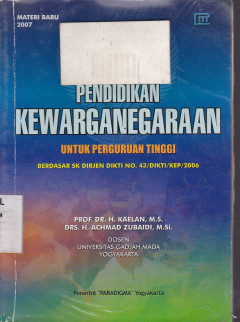 MATERI BARU
2007
PENDIDIKAN
KEWARGANEGARAAN
UNTUK PERGURUAN TINGGI
BERDASAR SK DIRJEN DIKTI NO. 43/DIKTI/KEP/2006
PROF. DR. H. KAELAN, M.S.
DRS. H. ACHMAD ZUBAIDI, M.Si.
DOSEN
UNIVERSITAS GADJAH MADA
YOGYAKARTA
Penerbit "PARADIGMA" Yogyakarta